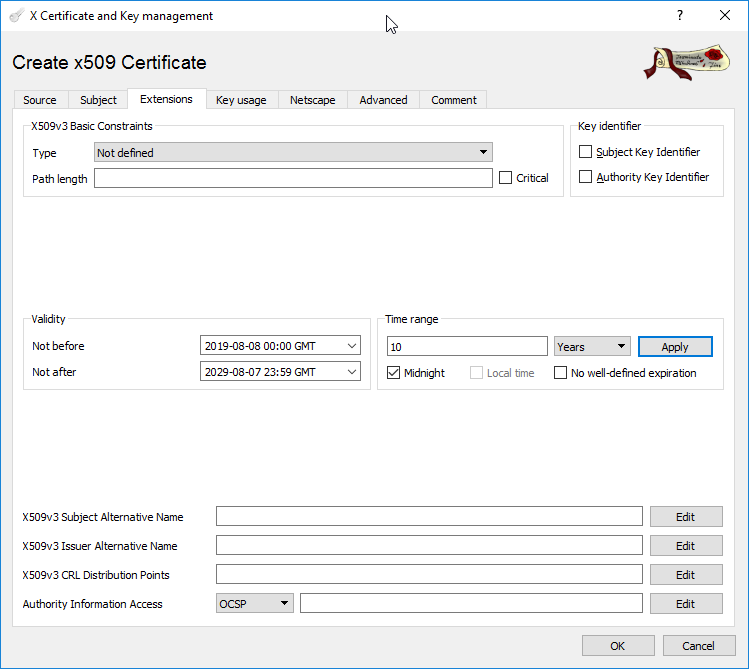 X Certificate and Key management
?
Create x509 Certificate
Source Subject Extensions Key usage Netscape Advanced Comment
X509v3 Basic Constraints
Type Not defined
Path length Critical
Key identifier
Subject Key Identifier
Authority Key Identifier
Validity
Not before 2019-08-08 00:00 GMT
Not after 2029-08-07 23:59 GMT
Time range
10 Years Apply
Midnight Local time No well-defined expiration
X509v3 Subject Alternative Name Edit
X509v3 Issuer Alternative Name Edit
X509v3 CRL Distribution Points Edit
Authority Information Access OCSP Edit
OK Cancel